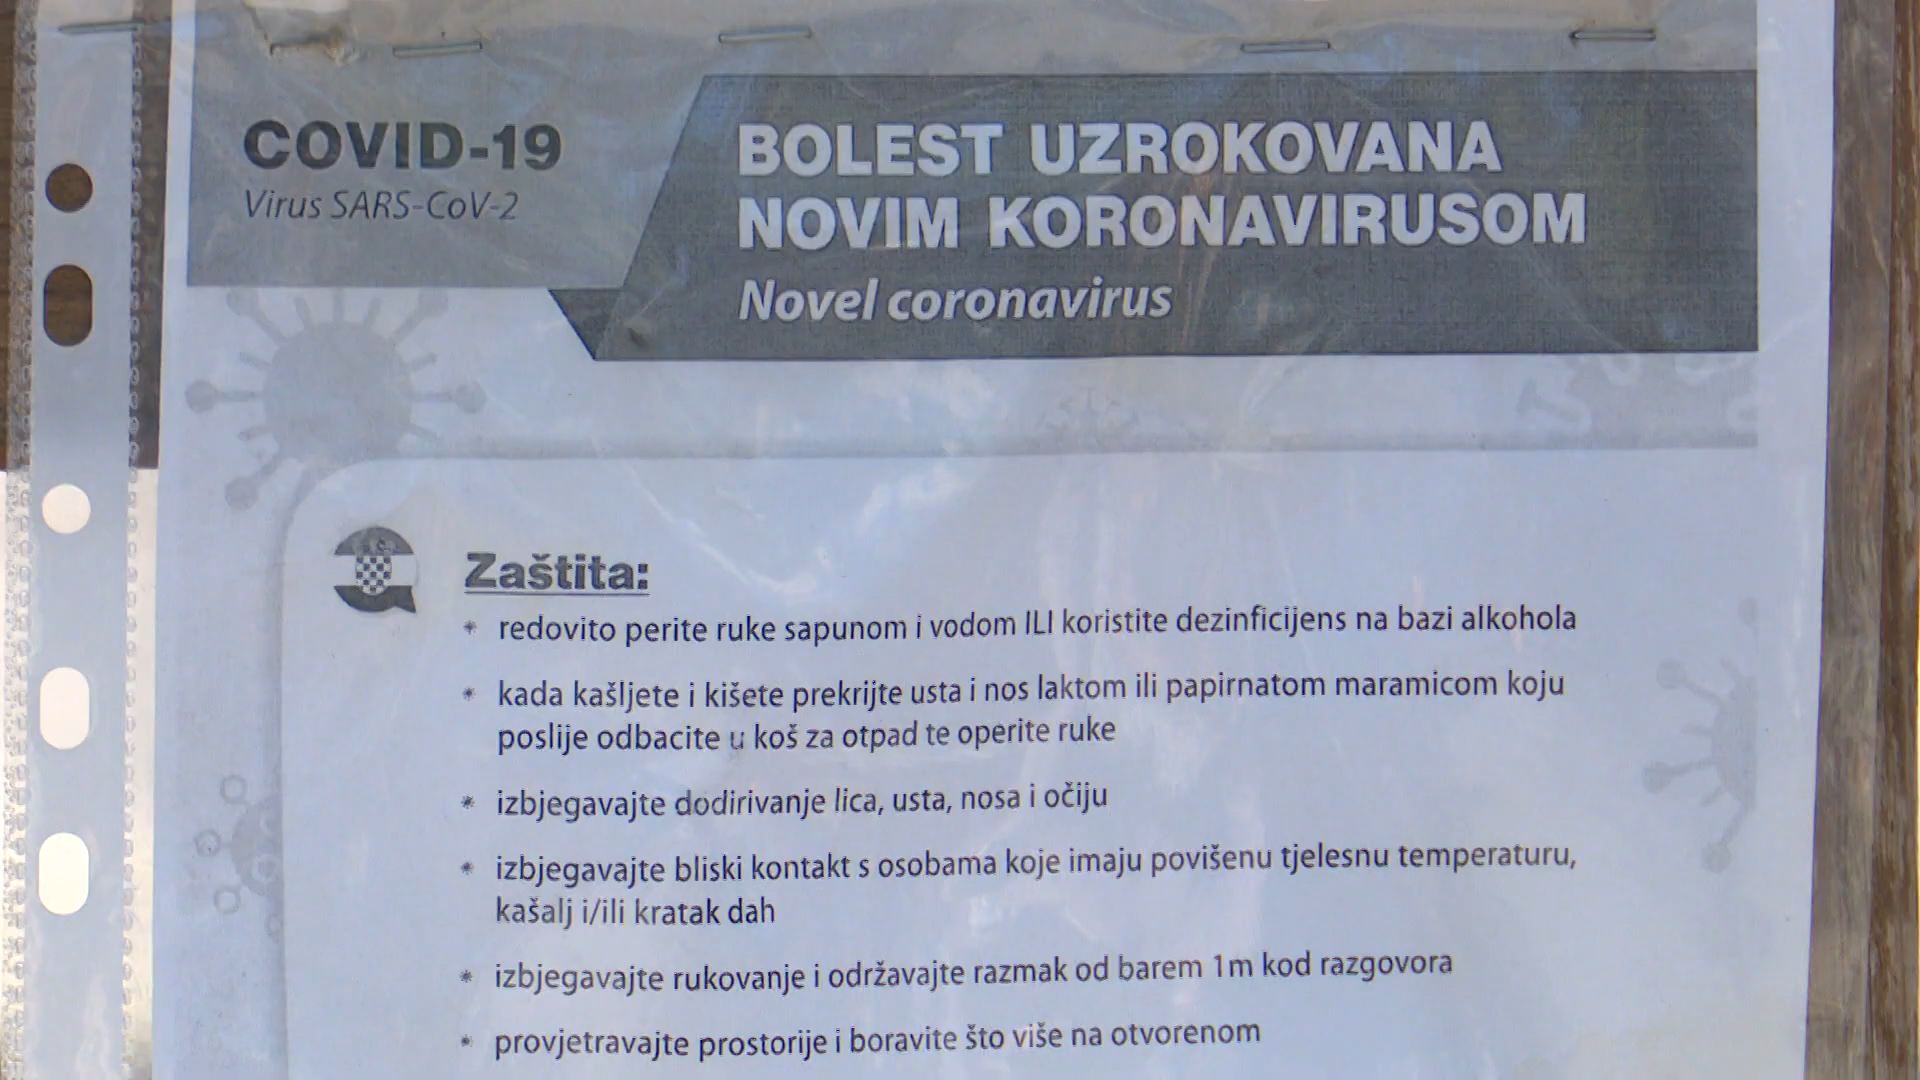 COVID-19
Virus SARS-CoV-2
BOLEST UZROKOVANA
NOVIM KORONAVIRUSOM
Novel coronavirus
Zaštita:
* redovito perite ruke sapunom i vodom ILI koristite dezinficijens na bazi alkohola
* kada kašljete i kišete prekrijte usta i nos laktom ili papirnatom maramicom koju
poslije odbacite u koš za otpad te operite ruke
* izbjegavajte dodirivanje lica, usta, nosa i očiju
* izbjegavajte bliski kontakt s osobama koje imaju povišenu tjelesnu temperaturu,
kašalj i/ili kratak dah
* izbjegavajte rukovanje i održavajte razmak od barem 1m kod razgovora
* provjetravajte prostorije i boravite što više na otvorenom